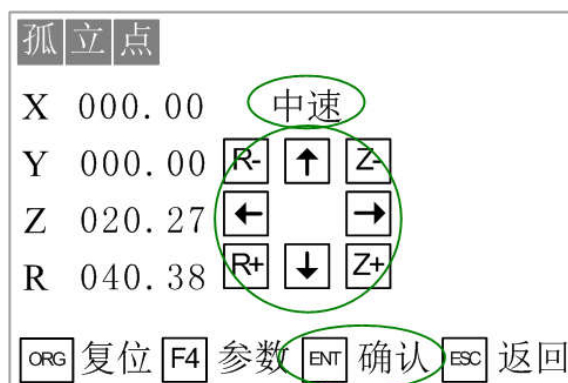 孤立点
X 000.00 中速
Y 000.00 R- ↑ Z-
Z 020.27 ← →
R 040.38 R+ ↓ Z+
ORG 复位 F4 参数 ENT 确认 ESC 返回